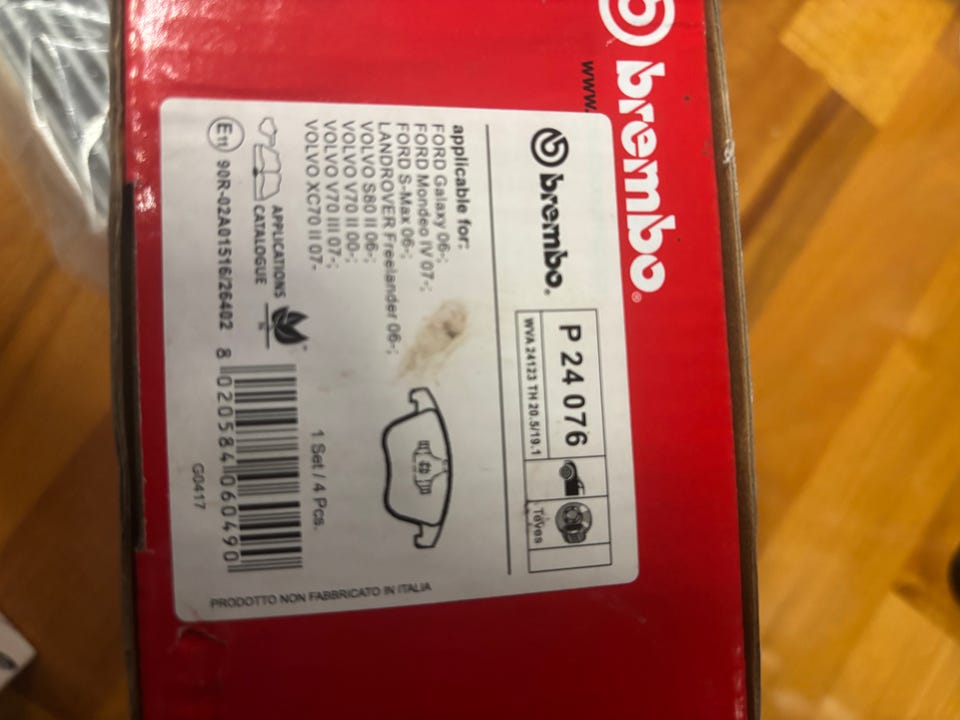 brembo®
www.
brembo.
P 24 076
WVA 24123 TH 20.5/19.1
Teves
applicable for:
FORD Galaxy 06-;
FORD Mondeo IV 07-;
FORD S-Max 06-;
LANDROVER Freelander 06-;
VOLVO S80 II 06-;
VOLVO V70 II 00-;
VOLVO V70 III 07-;
VOLVO XC70 II 07-
1 Set / 4 Pcs.
APPLICATIONS
CATALOGUE
E11 90R-02A01516/26402
8 020584 060490
G0417
PRODOTTO NON FABBRICATO IN ITALIA